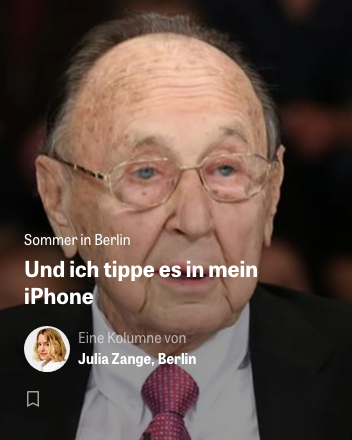 Sommer in Berlin
Und ich tippe es in mein
iPhone
Eine Kolumne von
Julia Zange, Berlin